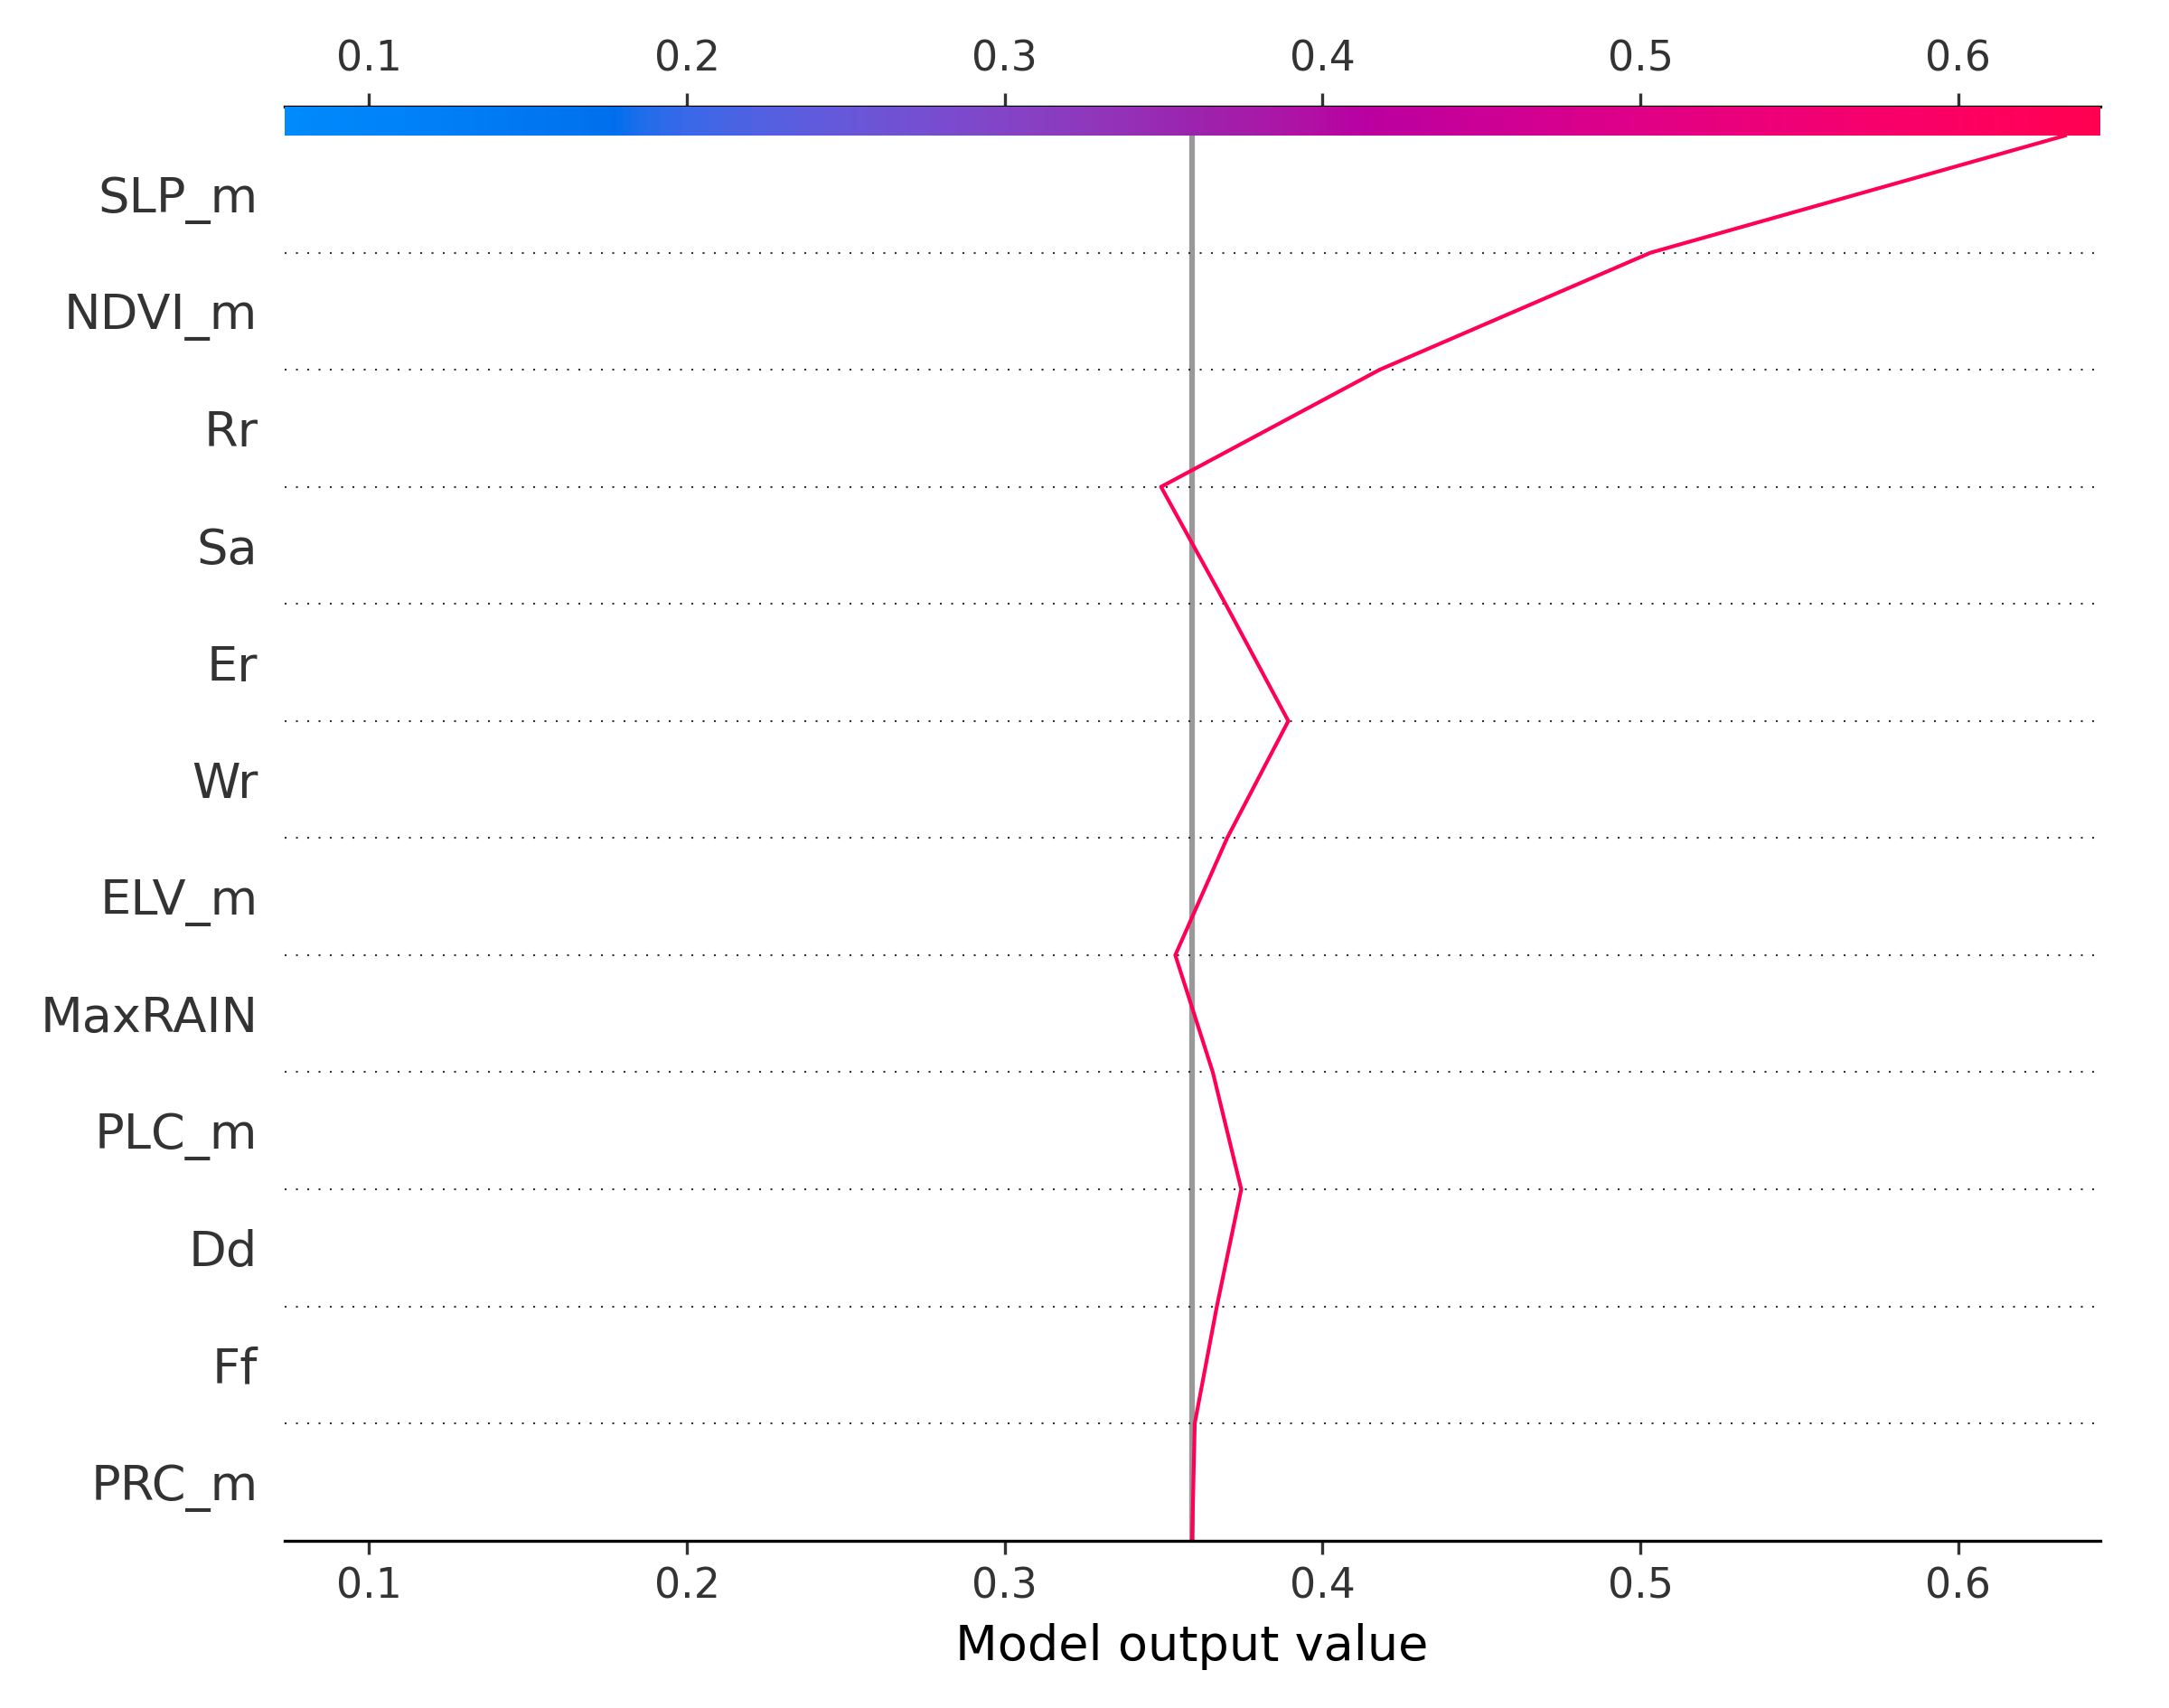 0.1 0.2 0.3 0.4 0.5 0.6
SLP_m
NDVI_m
Rr
Sa
Er
Wr
ELV_m
MaxRAIN
PLC_m
Dd
Ff
PRC_m
0.1 0.2 0.3 0.4 0.5 0.6
Model output value